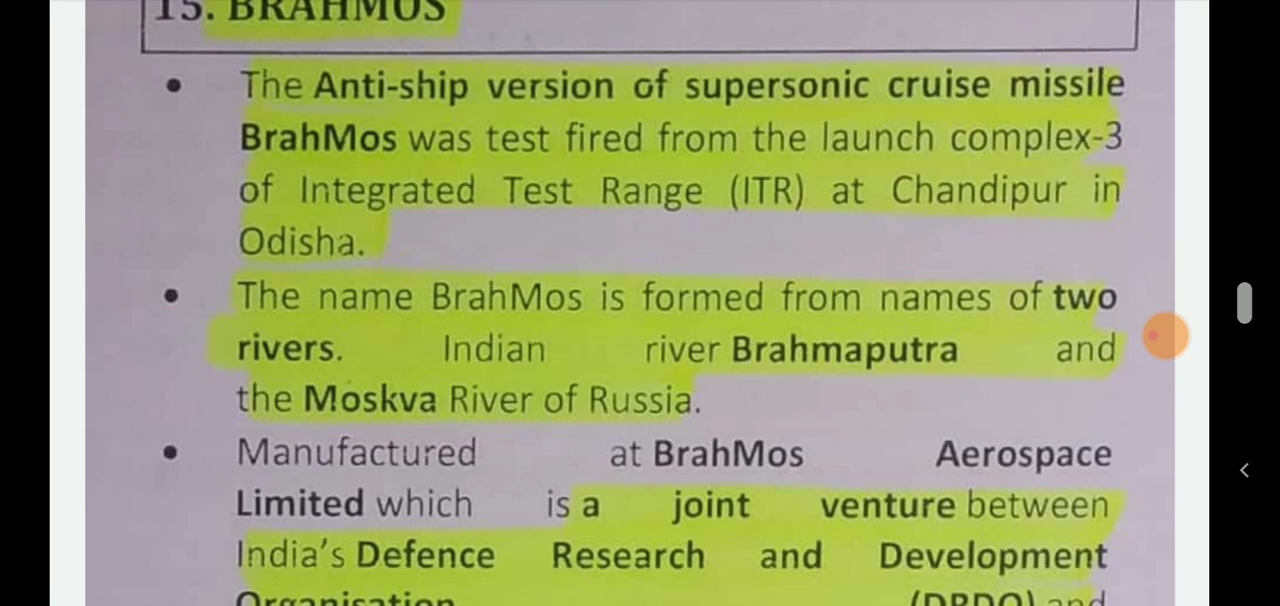 15. BRAHMOS
• The Anti-ship version of supersonic cruise missile
BrahMos was test fired from the launch complex-3
of Integrated Test Range (ITR) at Chandipur in
Odisha.
• The name BrahMos is formed from names of two
rivers. Indian river Brahmaputra and
the Moskva River of Russia.
• Manufactured at BrahMos Aerospace
Limited which is a joint venture between
India’s Defence Research and Development
Organisation (DRDO) and